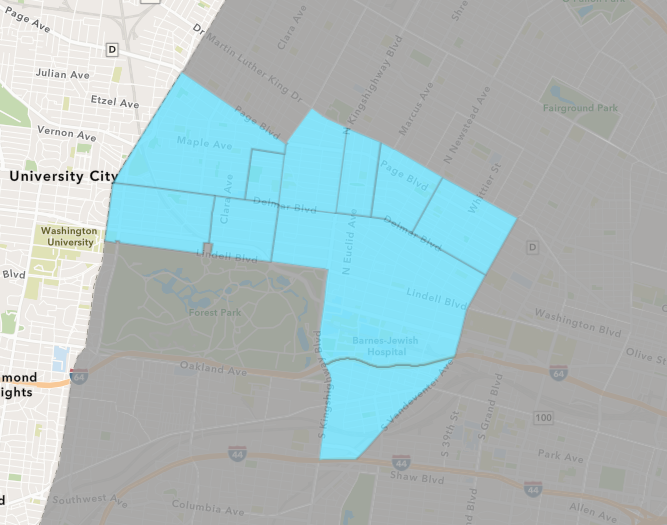 Page Ave
D
Clara Ave
Dr Martin Luther King Dr
Julian Ave
Etzel Ave
N Kingshighway Blvd
Marcus Ave
N Newstead Ave
Fairground Park
Page Blvd
Vernon Ave
Maple Ave
University City
Page Blvd
Whittier St
Clara Ave
Delmar Blvd
Delmar Blvd
Washington
University
D
N Euclid Ave
Blvd
Lindell Blvd
Lindell Blvd
Forest Park
Washington Blvd
Barnes-Jewish
Hospital
Olive St
Oakland Ave
64
64
mond
ights
S Kingshighway Blvd
S Vandeventer Ave
S 39th St
S Grand Blvd
100
44
44
Park Ave
Shaw Blvd
44
Southwest Ave
Columbia Ave
Allen Ave
d